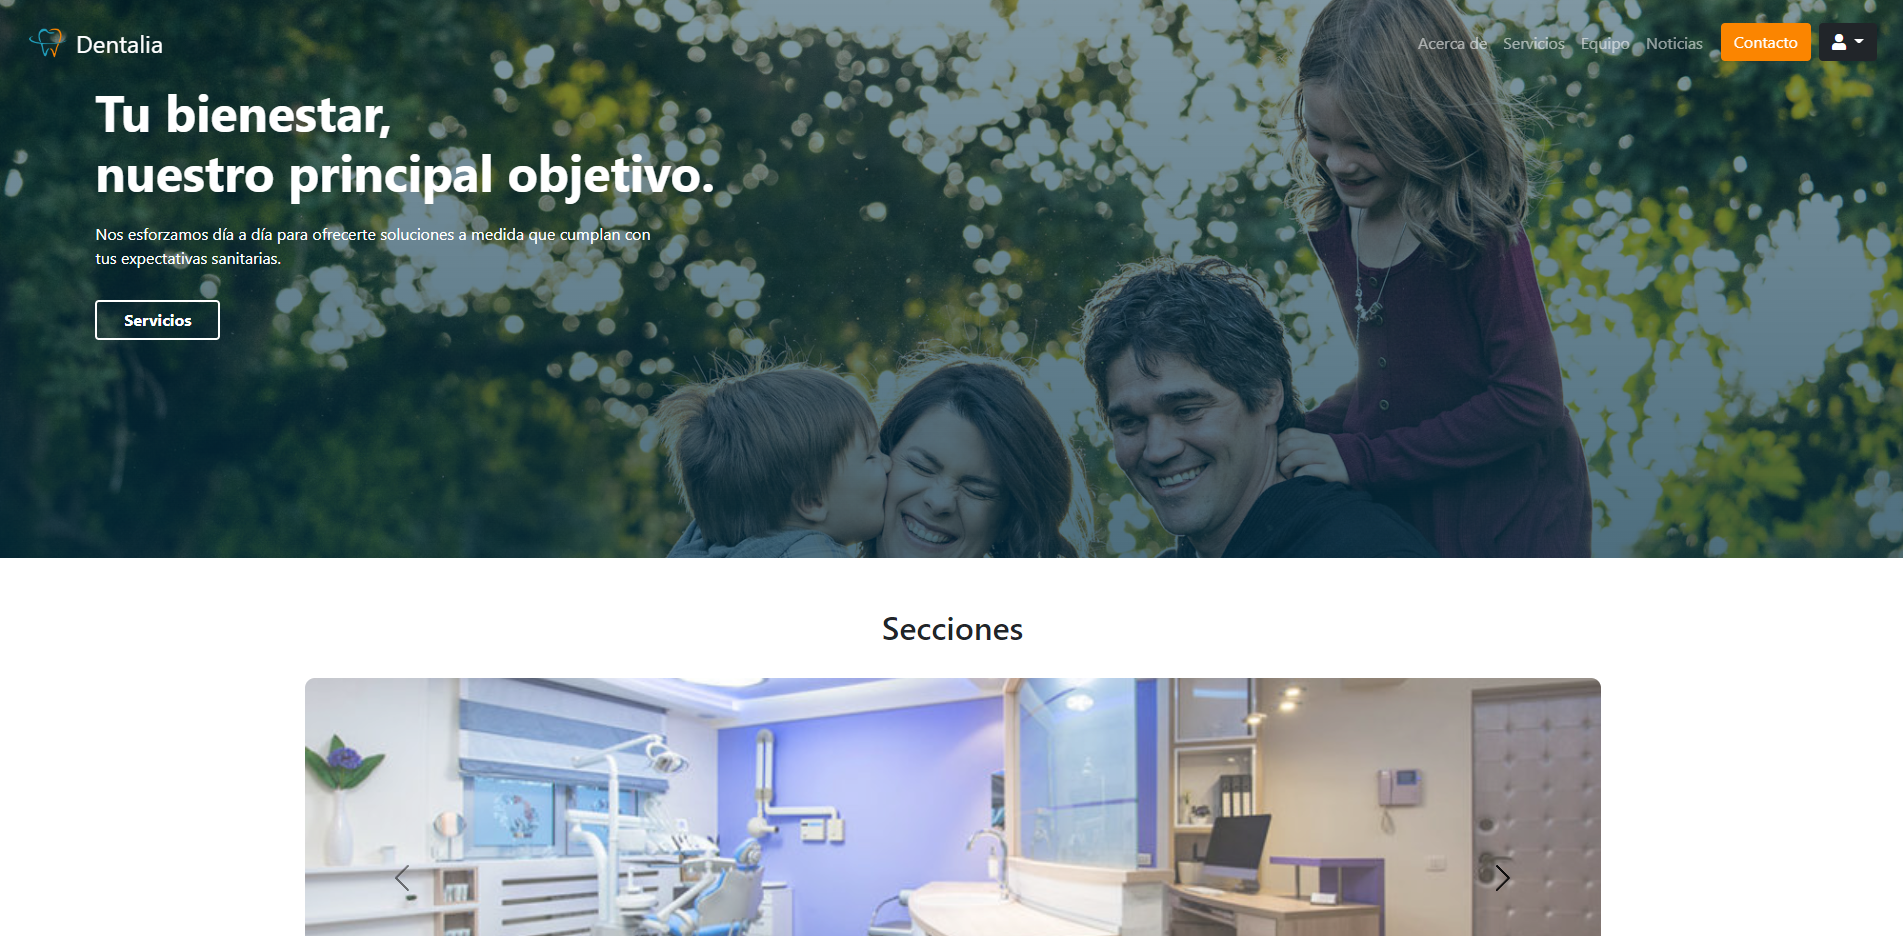 Dentalia
Acerca de
Servicios
Equipo
Noticias
Contacto
Tu bienestar,
nuestro principal objetivo.
Nos esforzamos día a día para ofrecerte soluciones a medida que cumplan con
tus expectativas sanitarias.
Servicios
Secciones